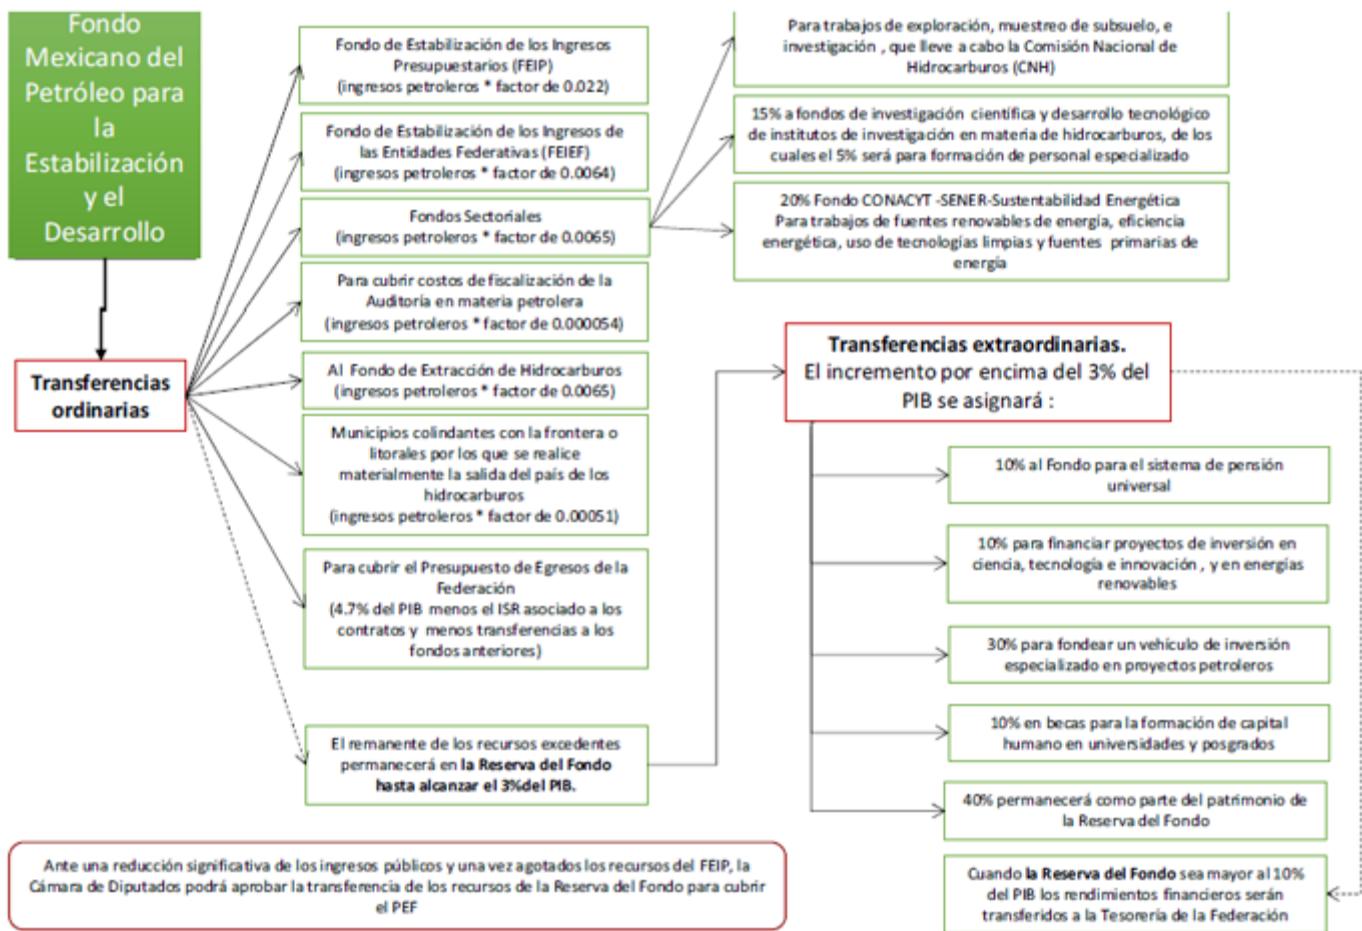 Fondo
Mexicano del
Petróleo para
la
Estabilización
y el
Desarrollo
Transferencias
ordinarias
Fondo de Estabilización de los Ingresos
Presupuestarios (FEIP)
(ingresos petroleros * factor de 0.022)
Fondo de Estabilización de los Ingresos de
las Entidades Federativas (FEIEF)
(ingresos petroleros * factor de 0.0064)
Fondos Sectoriales
(ingresos petroleros * factor de 0.0065)
Para cubrir costos de fiscalización de la
Auditoría en materia petrolera
(ingresos petroleros * factor de 0.000054)
Al Fondo de Extracción de Hidrocarburos
(ingresos petroleros * factor de 0.0065)
Municipios colindantes con la frontera o
litorales por los que se realice
materialmente la salida del país de los
hidrocarburos
(ingresos petroleros * factor de 0.00051)
Para cubrir el Presupuesto de Egresos de la
Federación
(4.7% del PIB menos el ISR asociado a los
contratos y menos transferencias a los
fondos anteriores)
El remanente de los recursos excedentes
permanecerá en la Reserva del Fondo
hasta alcanzar el 3%del PIB.
Para trabajos de exploración, muestreo de subsuelo, e
investigación , que lleve a cabo la Comisión Nacional de
Hidrocarburos (CNH)
15% a fondos de investigación científica y desarrollo tecnológico
de institutos de investigación en materia de hidrocarburos, de los
cuales el 5% será para formación de personal especializado
20% Fondo CONACYT -SENER-Sustentabilidad Energética
Para trabajos de fuentes renovables de energía, eficiencia
energética, uso de tecnologías limpias y fuentes primarias de
energía
Transferencias extraordinarias.
El incremento por encima del 3% del
PIB se asignará :
10% al Fondo para el sistema de pensión
universal
10% para financiar proyectos de inversión en
ciencia, tecnología e innovación , y en energías
renovables
30% para fondear un vehículo de inversión
especializado en proyectos petroleros
10% en becas para la formación de capital
humano en universidades y posgrados
40% permanecerá como parte del patrimonio de
la Reserva del Fondo
Cuando la Reserva del Fondo sea mayor al 10%
del PIB los rendimientos financieros serán
transferidos a la Tesorería de la Federación
Ante una reducción significativa de los ingresos públicos y una vez agotados los recursos del FEIP, la
Cámara de Diputados podrá aprobar la transferencia de los recursos de la Reserva del Fondo para cubrir
el PEF